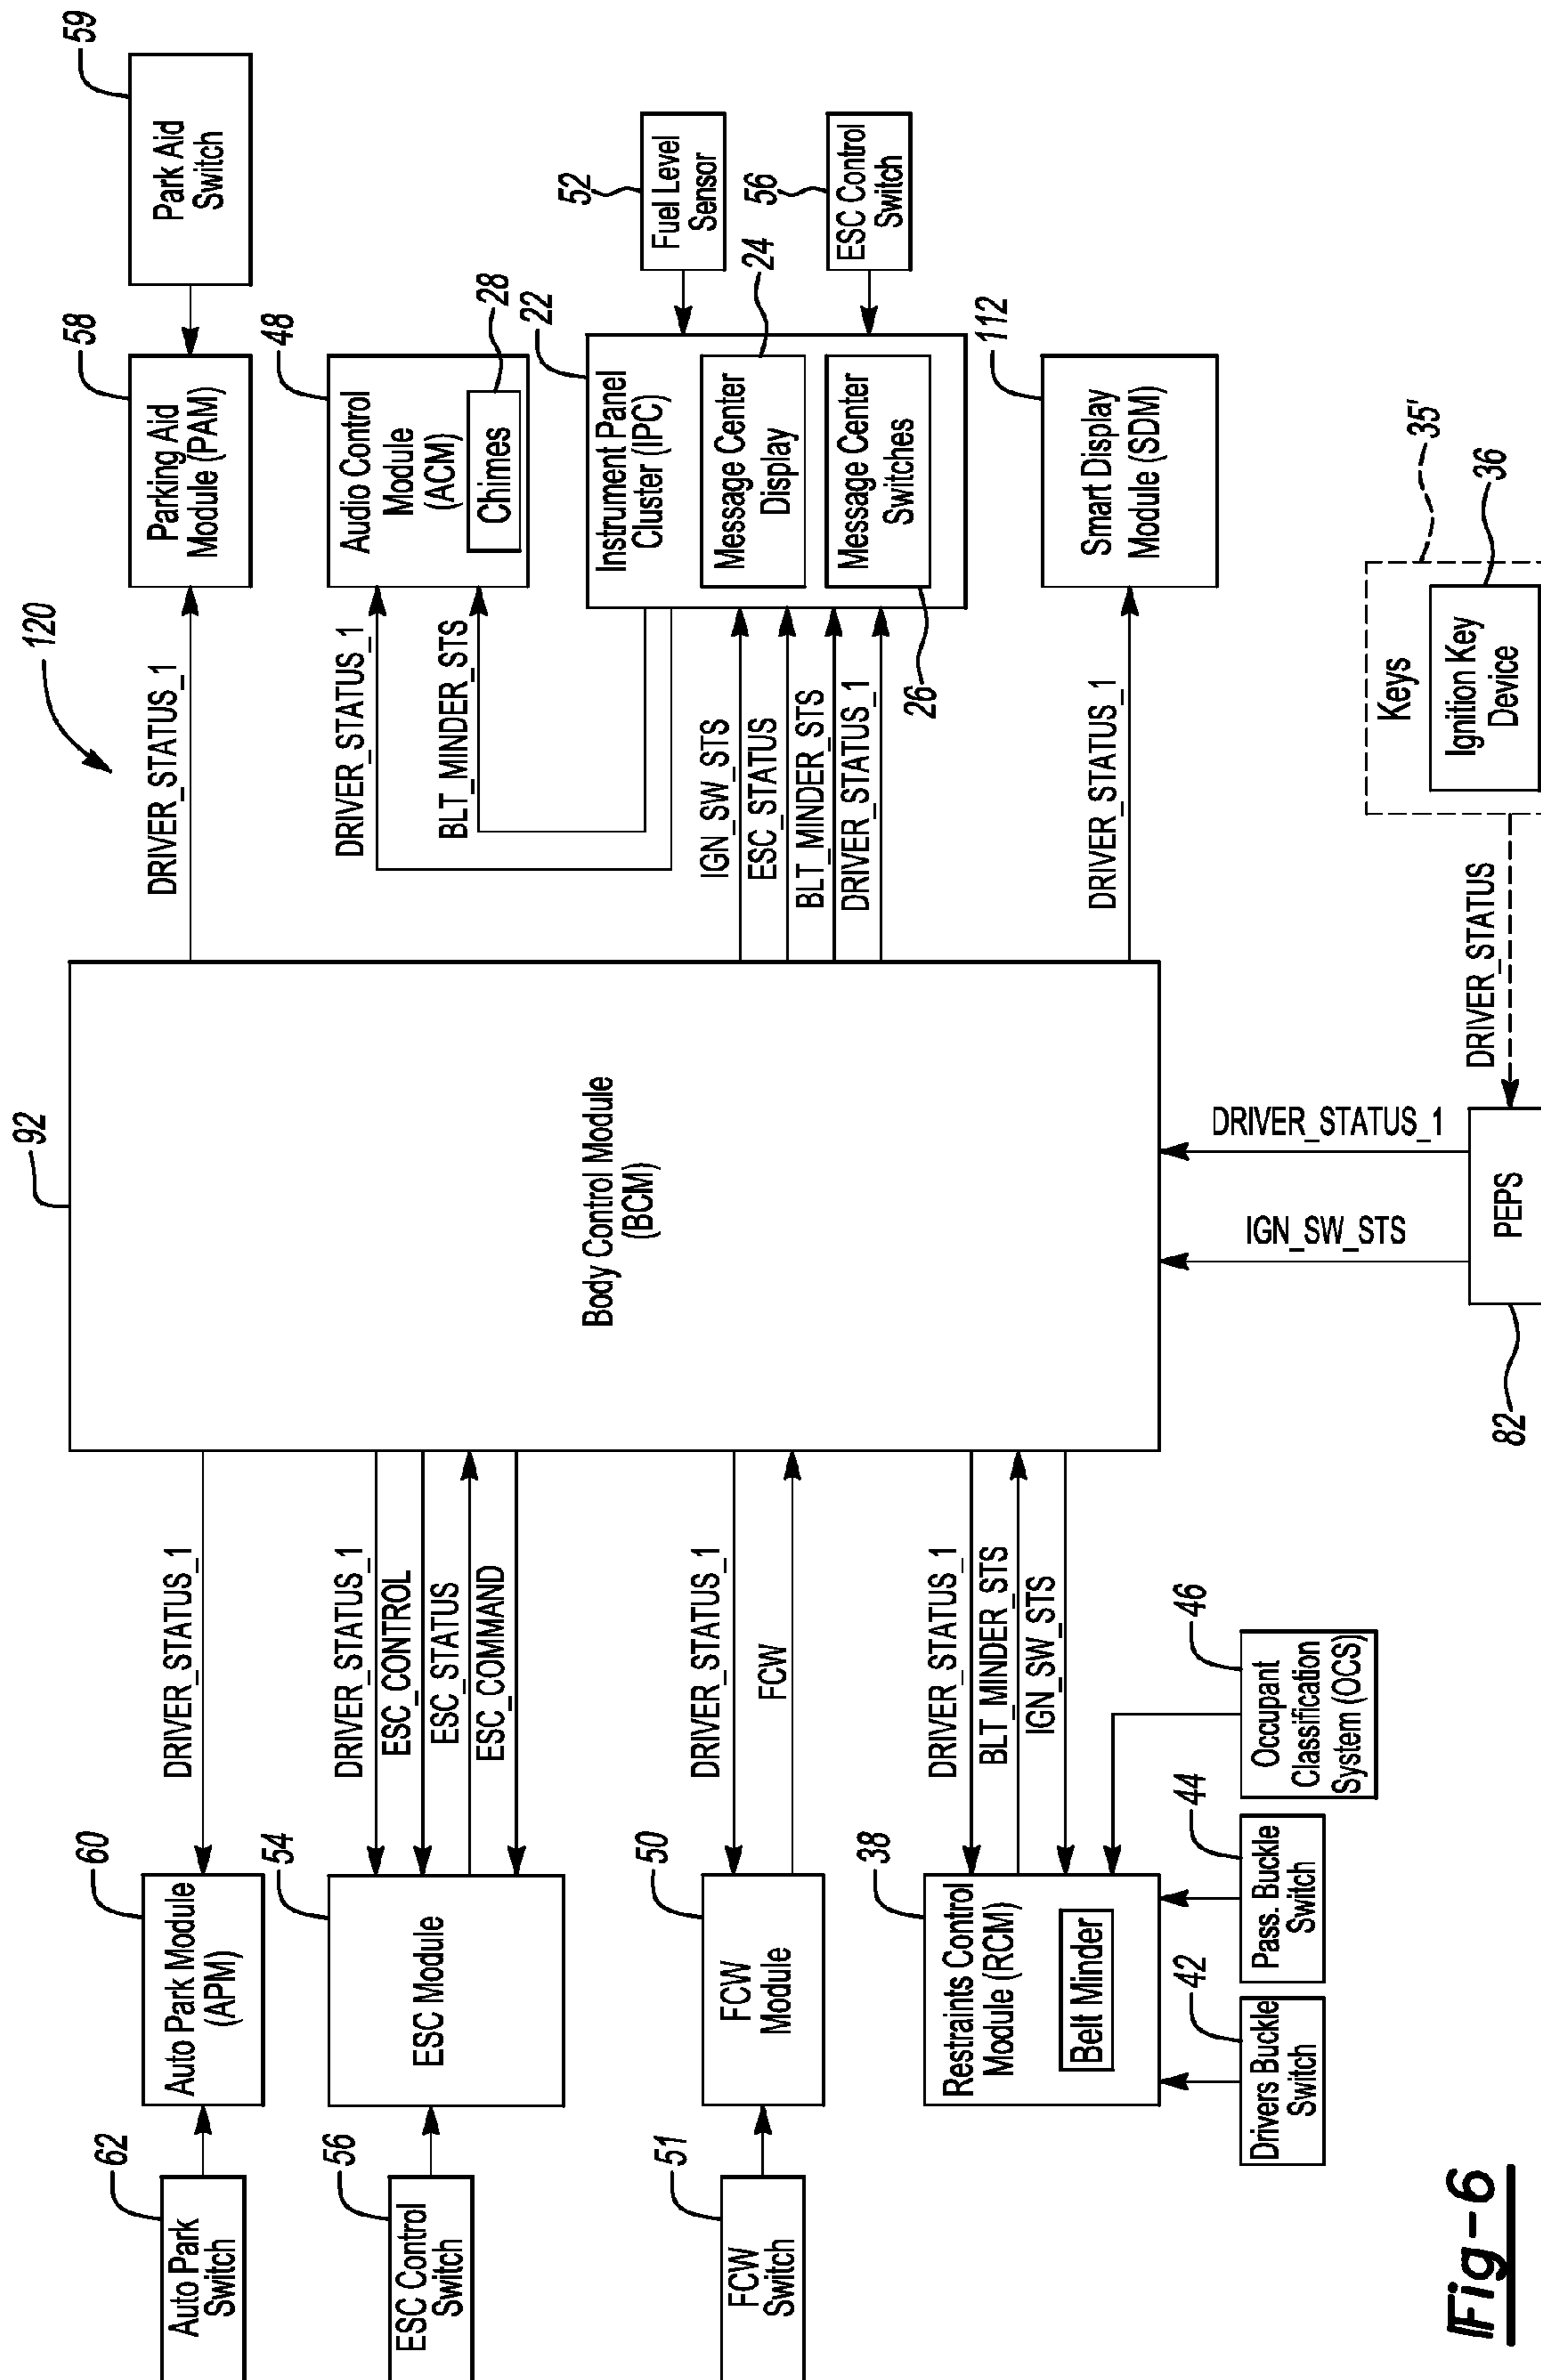 120
62
Auto Park
Switch
60
Auto Park Module
(APM)
DRIVER_STATUS_1
92
Body Control Module
(BCM)
DRIVER_STATUS_1
58
Parking Aid
Module (PAM)
59
Park Aid
Switch
56
ESC Control
Switch
54
ESC Module
DRIVER_STATUS_1
ESC_CONTROL
ESC_STATUS
ESC_COMMAND
DRIVER_STATUS_1
BLT_MINDER_STS
48
Audio Control
Module
(ACM)
28
Chimes
51
FCW
Switch
50
FCW
Module
DRIVER_STATUS_1
FCW
IGN_SW_STS
ESC_STATUS
BLT_MINDER_STS
DRIVER_STATUS_1
22
Instrument Panel
Cluster (IPC)
Message Center
Display
24
Message Center
Switches
26
52
Fuel Level
Sensor
56
ESC Control
Switch
38
Restraints Control
Module (RCM)
Belt Minder
DRIVER_STATUS_1
BLT_MINDER_STS
IGN_SW_STS
DRIVER_STATUS_1
112
Smart Display
Module (SDM)
42
Drivers Buckle
Switch
44
Pass. Buckle
Switch
46
Occupant
Classification
System (OCS)
IGN_SW_STS
DRIVER_STATUS_1
82
PEPS
DRIVER_STATUS
35'
Keys
36
Ignition Key
Device
Fig-6